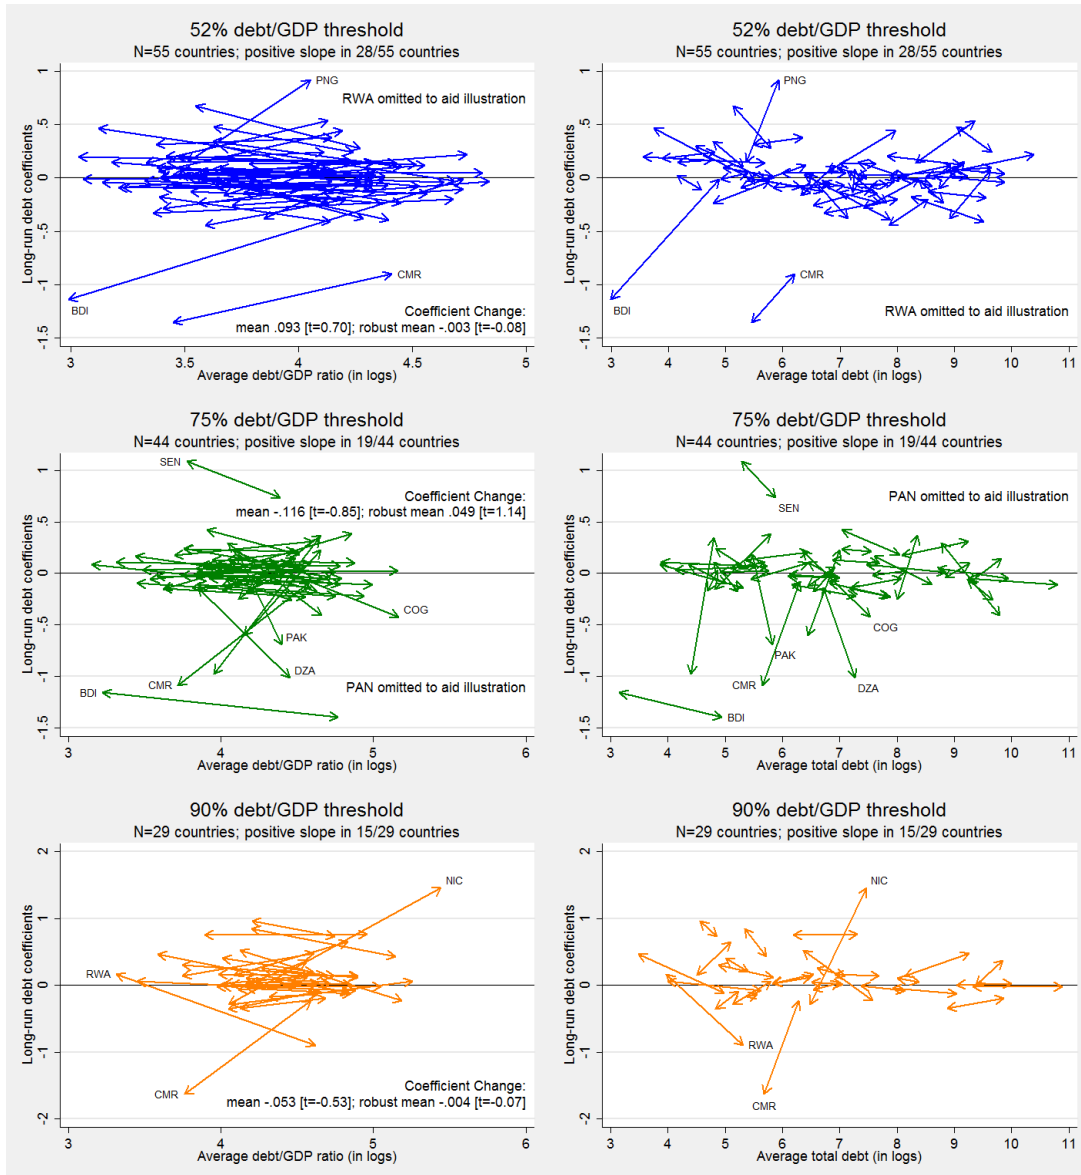 52% debt/GDP threshold
N=55 countries; positive slope in 28/55 countries
Long-run debt coefficients
1
.5
0
-.5
-1
-1.5
PNG
RWA omitted to aid illustration
CMR
BDI
Coefficient Change:
mean .093 [t=0.70]; robust mean -.003 [t=-0.08]
3
3.5
4
4.5
5
Average debt/GDP ratio (in logs)
52% debt/GDP threshold
N=55 countries; positive slope in 28/55 countries
Long-run debt coefficients
1
.5
0
-.5
-1
-1.5
PNG
CMR
BDI
RWA omitted to aid illustration
3
4
5
6
7
8
9
10
11
Average total debt (in logs)
75% debt/GDP threshold
N=44 countries; positive slope in 19/44 countries
Long-run debt coefficients
1
.5
0
-.5
-1
-1.5
SEN
Coefficient Change:
mean -.116 [t=-0.85]; robust mean .049 [t=1.14]
COG
PAK
DZA
CMR
BDI
PAN omitted to aid illustration
3
4
5
6
Average debt/GDP ratio (in logs)
75% debt/GDP threshold
N=44 countries; positive slope in 19/44 countries
Long-run debt coefficients
1
.5
0
-.5
-1
-1.5
PAN omitted to aid illustration
SEN
COG
PAK
CMR
DZA
BDI
3
4
5
6
7
8
9
10
11
Average total debt (in logs)
90% debt/GDP threshold
N=29 countries; positive slope in 15/29 countries
Long-run debt coefficients
2
1
0
-1
-2
NIC
RWA
CMR
Coefficient Change:
mean -.053 [t=-0.53]; robust mean -.004 [t=-0.07]
3
4
5
6
Average debt/GDP ratio (in logs)
90% debt/GDP threshold
N=29 countries; positive slope in 15/29 countries
Long-run debt coefficients
2
1
0
-1
-2
NIC
RWA
CMR
3
4
5
6
7
8
9
10
11
Average total debt (in logs)